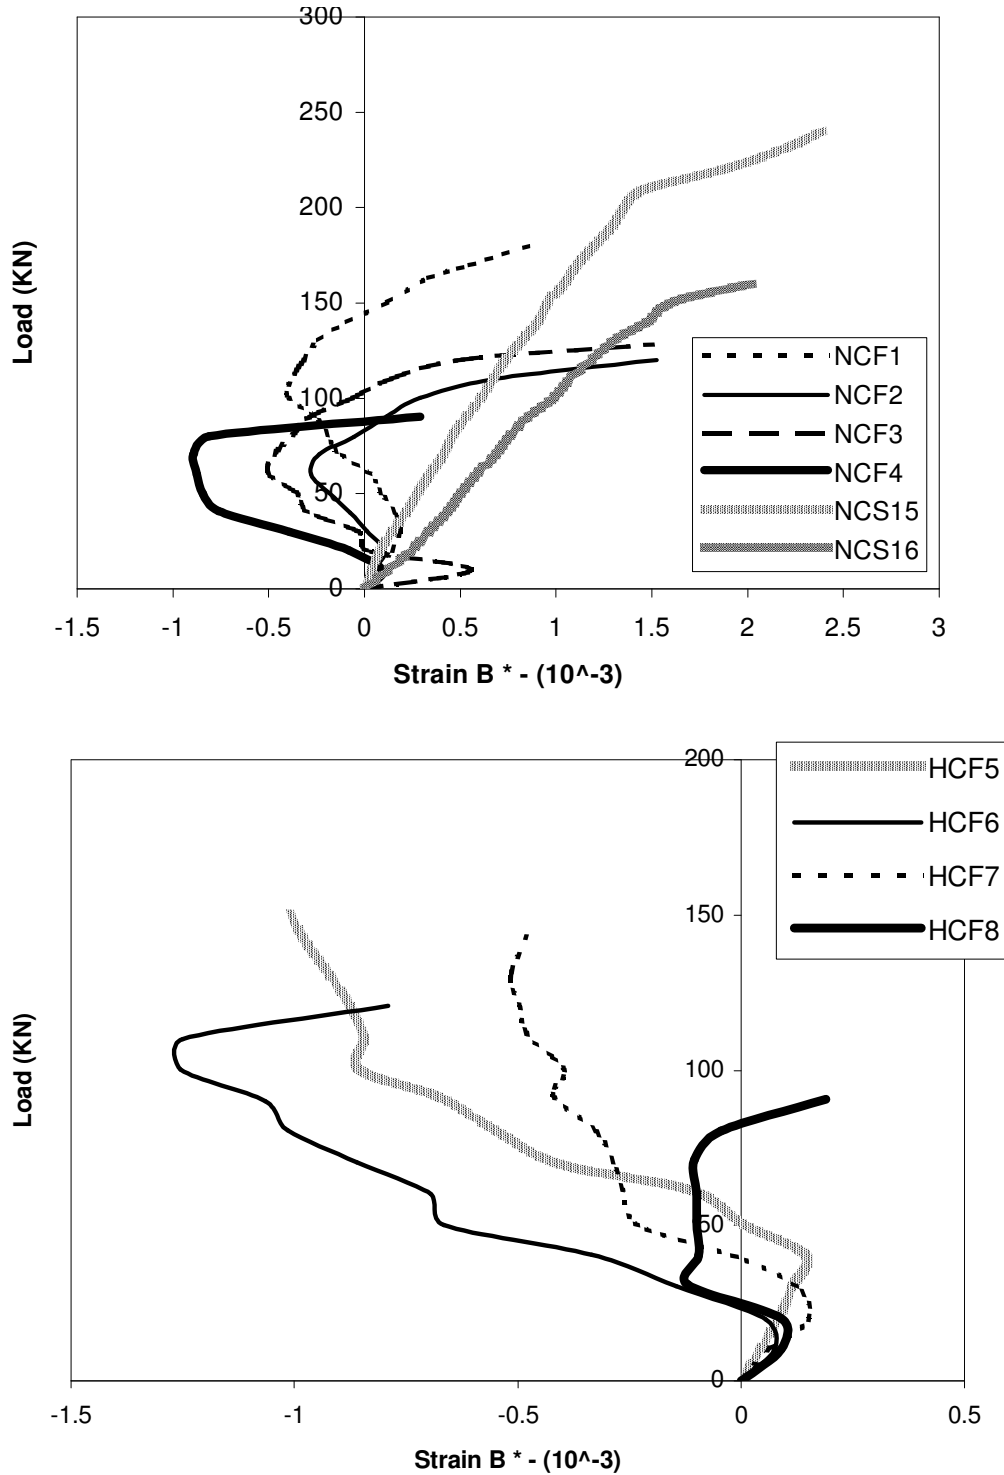 300
250
200
150
100
50
0
Load (KN)
-1.5 -1 -0.5 0 0.5 1 1.5 2 2.5 3
Strain B * - (10^-3)
NCF1
NCF2
NCF3
NCF4
NCS15
NCS16
200
150
100
50
0
Load (KN)
-1.5 -1 -0.5 0 0.5
Strain B * - (10^-3)
HCF5
HCF6
HCF7
HCF8